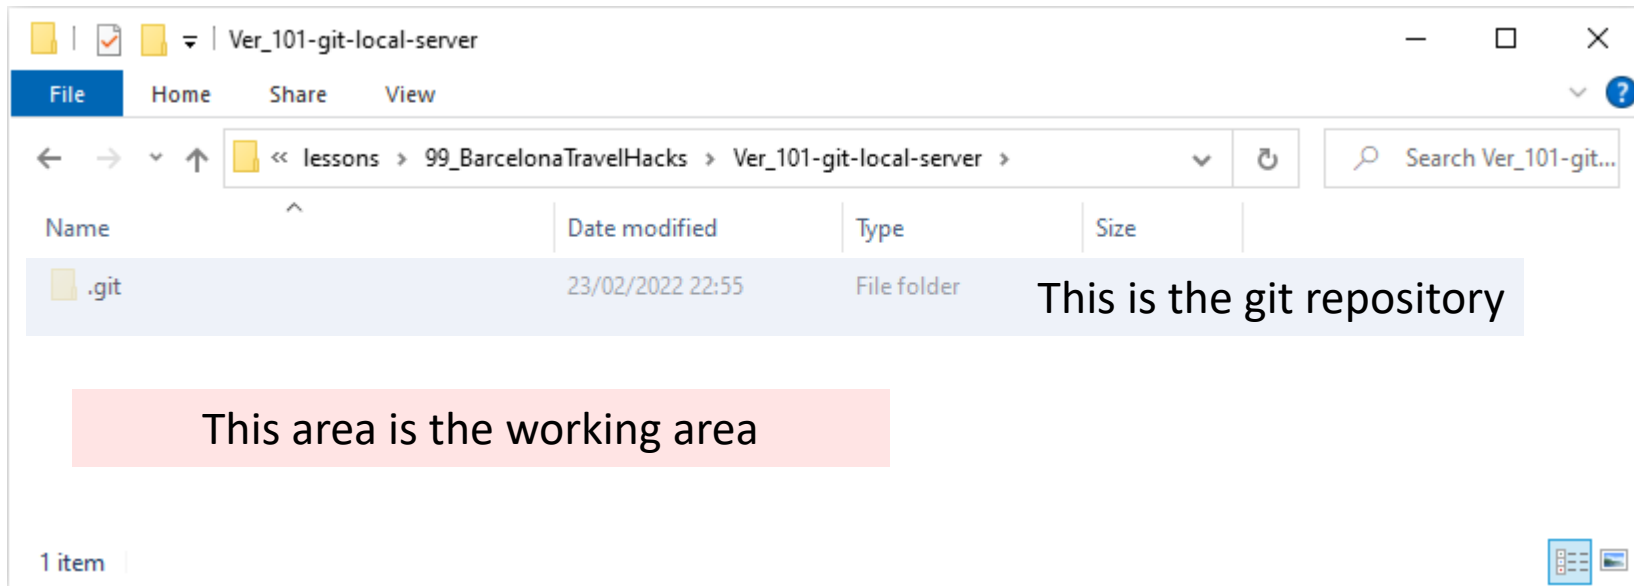 Ver_101-git-local-server
File Home Share View
« lessons > 99_BarcelonaTravelHacks > Ver_101-git-local-server >
Search Ver_101-git...
Name Date modified Type Size
.git 23/02/2022 22:55 File folder
This is the git repository
This area is the working area
1 item